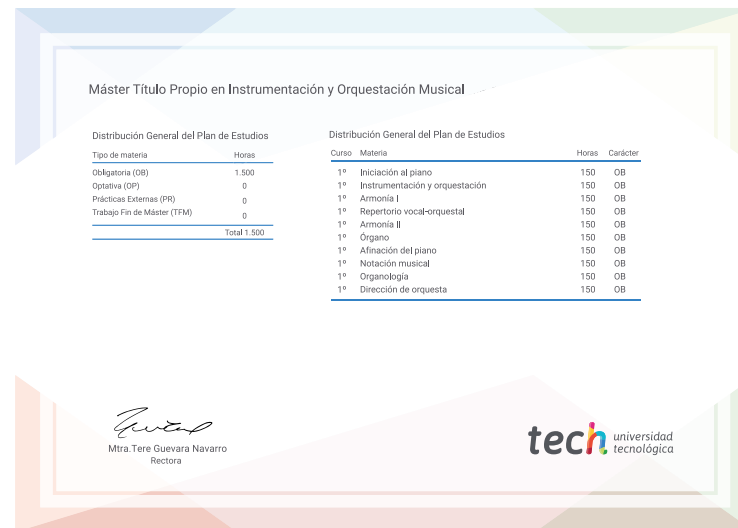 Máster Título Propio en Instrumentación y Orquestación Musical
Distribución General del Plan de Estudios
Tipo de materia Horas
Obligatoria (OB) 1.500
Optativa (OP) 0
Prácticas Externas (PR) 0
Trabajo Fin de Máster (TFM) 0
Total 1.500
Distribución General del Plan de Estudios
Curso Materia Horas Carácter
1º Iniciación al piano 150 OB
1º Instrumentación y orquestación 150 OB
1º Armonía I 150 OB
1º Repertorio vocal-orquestal 150 OB
1º Armonía II 150 OB
1º Órgano 150 OB
1º Afinación del piano 150 OB
1º Notación musical 150 OB
1º Organología 150 OB
1º Dirección de orquesta 150 OB
Mtra.Tere Guevara Navarro
Rectora
tech universidad
tecnológica